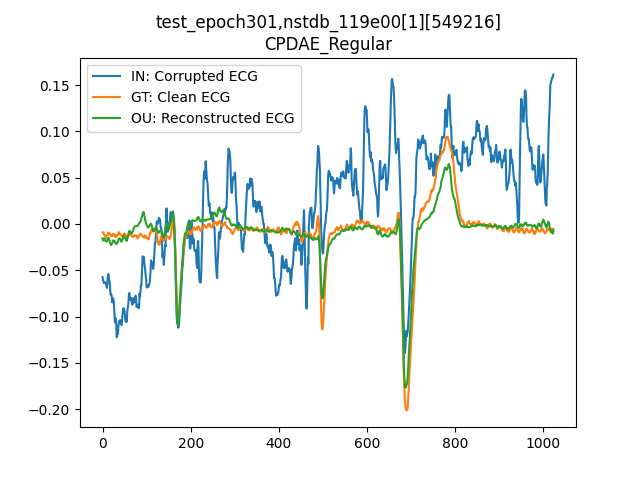 test_epoch301,nstdb_119e00[1][549216]
CPDAE_Regular
IN: Corrupted ECG
GT: Clean ECG
OU: Reconstructed ECG
0.15
0.10
0.05
0.00
−0.05
−0.10
−0.15
−0.20
0 200 400 600 800 1000